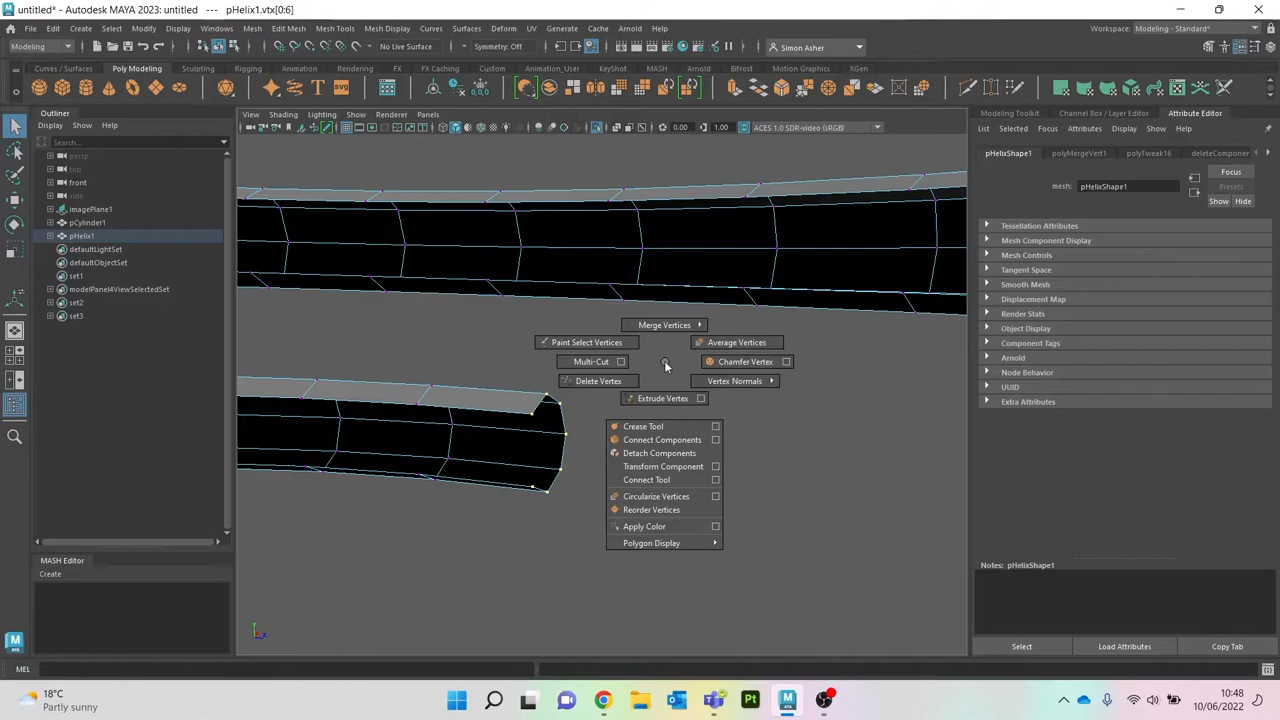 untitled* - Autodesk MAYA 2023: untitled --- pHelix1.vtx[0:6]
File Edit Create Select Modify Display Windows Mesh Edit Mesh Mesh Tools Mesh Display Curves Surfaces Deform UV Generate Cache Arnold Help
Workspace: Modeling - Standard*
Modeling
No Live Surface
Symmetry: Off
Simon Asher
Curves / Surfaces Poly Modeling Sculpting Rigging Animation Rendering FX FX Caching Custom Animation_User KeyShot MASH Arnold Bifrost Motion Graphics XGen
Outliner
Display Show Help
Search...
persp
top
front
side
imagePlane1
pCylinder1
pHelix1
defaultLightSet
defaultObjectSet
set1
modelPanel4ViewSelectedSet
set2
set3
MASH Editor
Create
View Shading Lighting Show Renderer Panels
0.00 1.00 ACES 1.0 SDR-video (sRGB)
Merge Vertices
Paint Select Vertices
Average Vertices
Multi-Cut
Chamfer Vertex
Delete Vertex
Vertex Normals
Extrude Vertex
Crease Tool
Connect Components
Detach Components
Transform Component
Connect Tool
Circularize Vertices
Reorder Vertices
Apply Color
Polygon Display
Modeling Toolkit Channel Box / Layer Editor Attribute Editor
List Selected Focus Attributes Display Show Help
pHelixShape1 polyMergeVert1 polyTweak16 deleteComponen
Focus
Presets
Show Hide
mesh: pHelixShape1
Tessellation Attributes
Mesh Component Display
Mesh Controls
Tangent Space
Smooth Mesh
Displacement Map
Render Stats
Object Display
Component Tags
Arnold
Node Behavior
UUID
Extra Attributes
Notes: pHelixShape1
Select Load Attributes Copy Tab
MEL
18°C
Partly sunny
Pt
10:48
10/06/2022